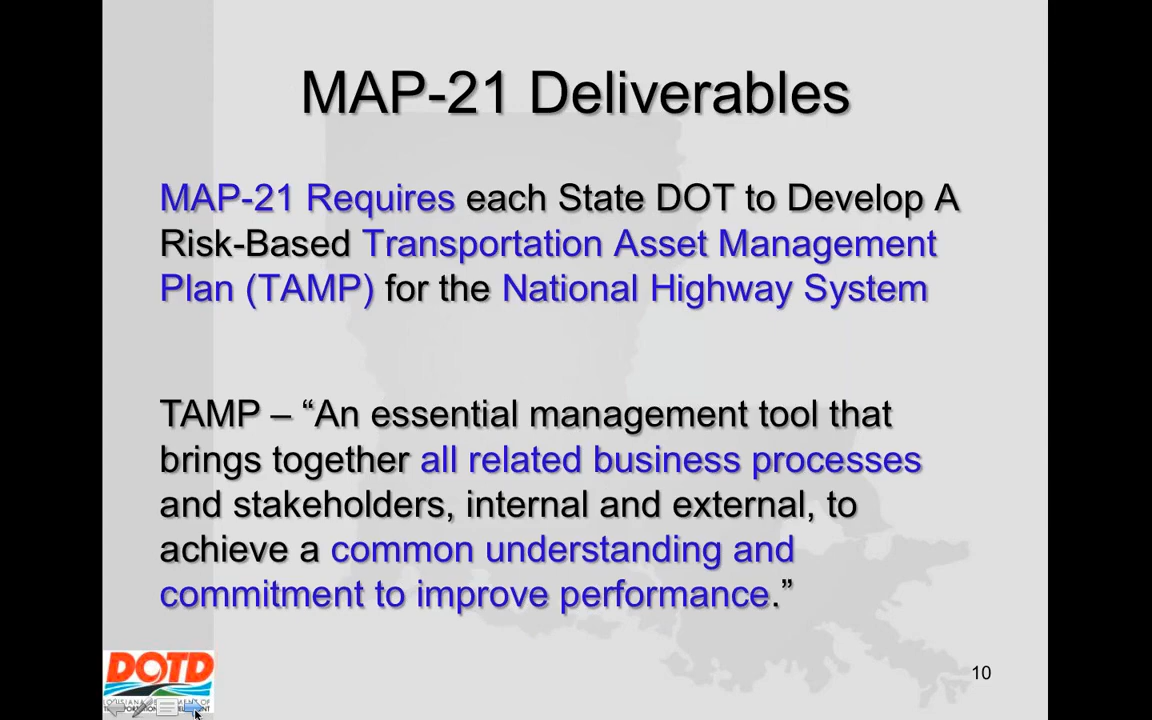 MAP-21 Deliverables
MAP-21 Requires each State DOT to Develop A
Risk-Based Transportation Asset Management
Plan (TAMP) for the National Highway System
TAMP – “An essential management tool that
brings together all related business processes
and stakeholders, internal and external, to
achieve a common understanding and
commitment to improve performance.”
DOTD
10